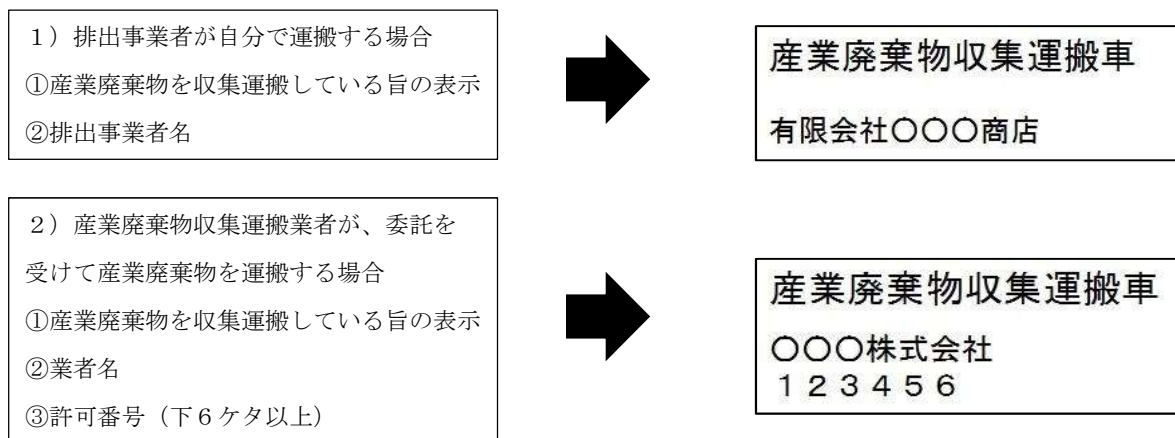 １）排出事業者が自分で運搬する場合
①産業廃棄物を収集運搬している旨の表示
②排出事業者名
産業廃棄物収集運搬車
有限会社〇〇〇商店
２）産業廃棄物収集運搬業者が、委託を
受けて産業廃棄物を運搬する場合
①産業廃棄物を収集運搬している旨の表示
②業者名
③許可番号（下６ケタ以上）
産業廃棄物収集運搬車
〇〇〇株式会社
１２３４５６